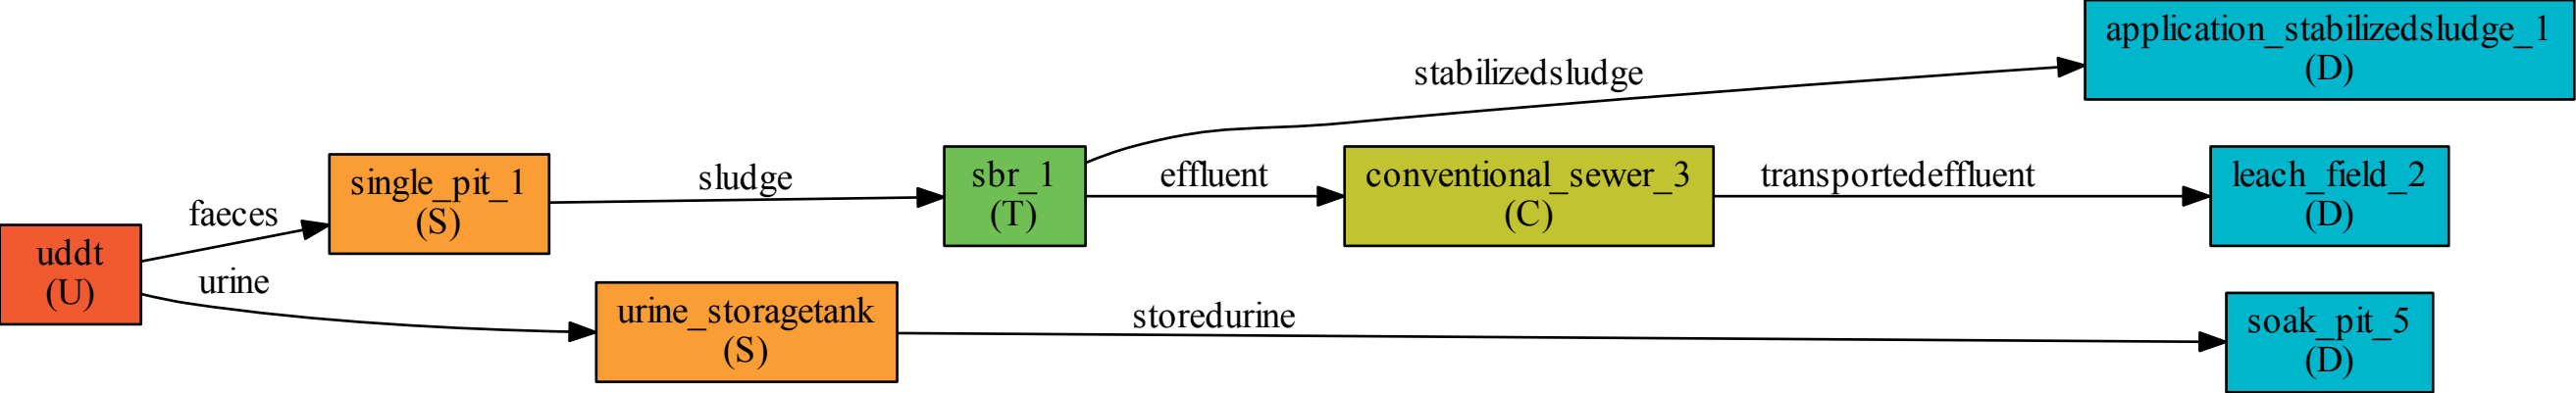 application_stabilizedsludge_1
(D)
stabilizedsludge
single_pit_1
(S)
sludge
sbr_1
(T)
effluent
conventional_sewer_3
(C)
transportedeffluent
leach_field_2
(D)
faeces
uddt
(U)
urine
urine_storagetank
(S)
storedurine
soak_pit_5
(D)